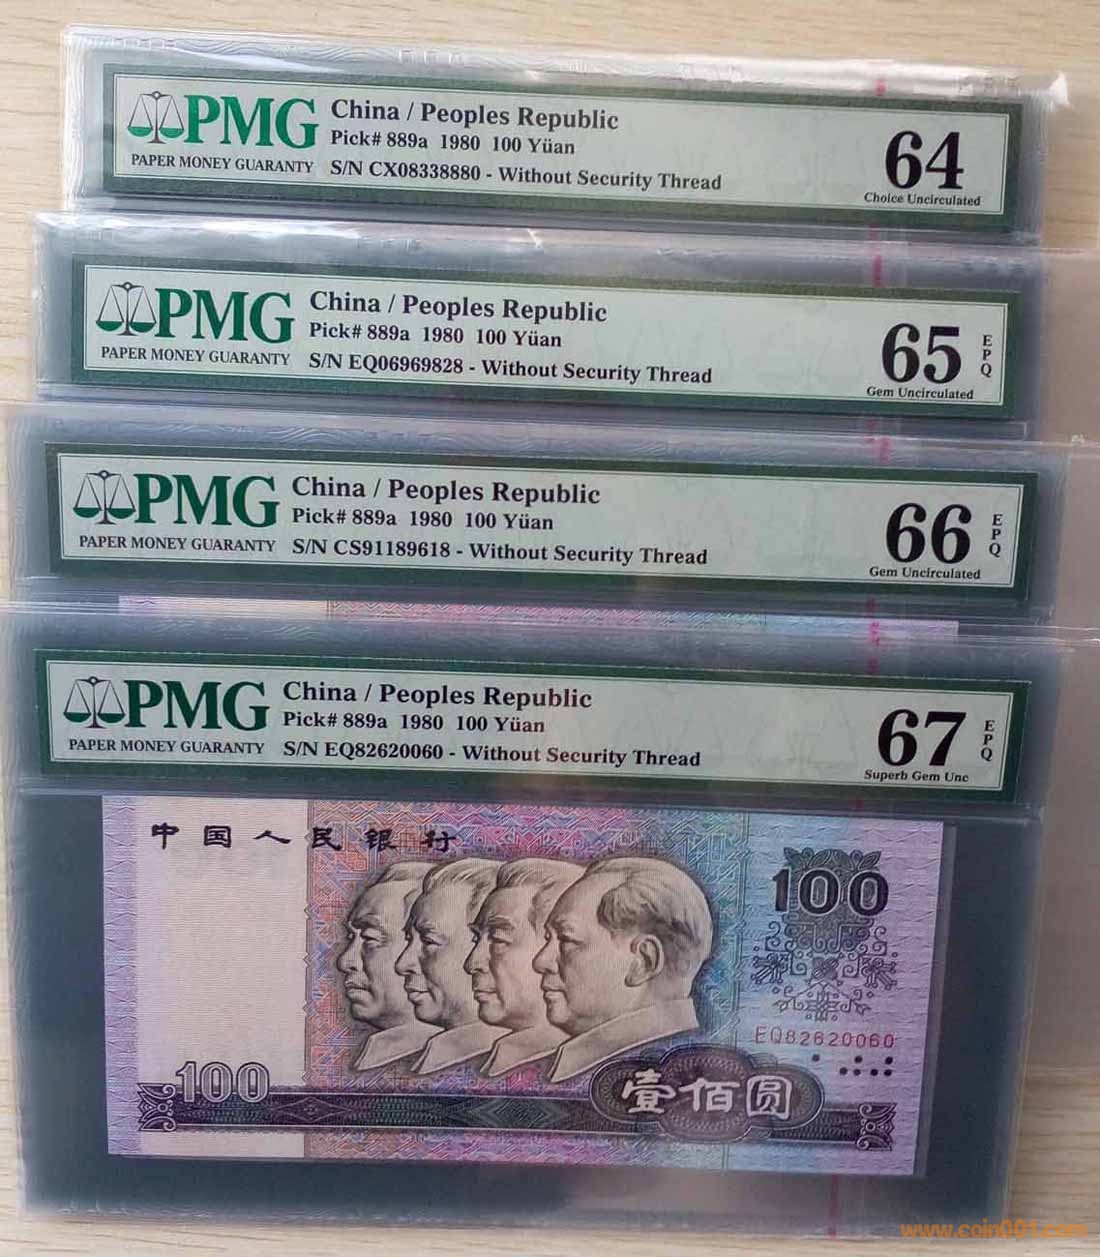 PMG
PAPER MONEY GUARANTY
China / Peoples Republic
Pick# 889a 1980 100 Yüan
S/N CX08338880 - Without Security Thread
64
Choice Uncirculated
PMG
PAPER MONEY GUARANTY
China / Peoples Republic
Pick# 889a 1980 100 Yüan
S/N EQ06969828 - Without Security Thread
65
EPQ
Gem Uncirculated
PMG
PAPER MONEY GUARANTY
China / Peoples Republic
Pick# 889a 1980 100 Yüan
S/N CS91189618 - Without Security Thread
66
EPQ
Gem Uncirculated
PMG
PAPER MONEY GUARANTY
China / Peoples Republic
Pick# 889a 1980 100 Yüan
S/N EQ82620060 - Without Security Thread
67
EPQ
Superb Gem Unc
中国人民银行
100
EQ82620060
100
壹佰圆
www.coin001.com